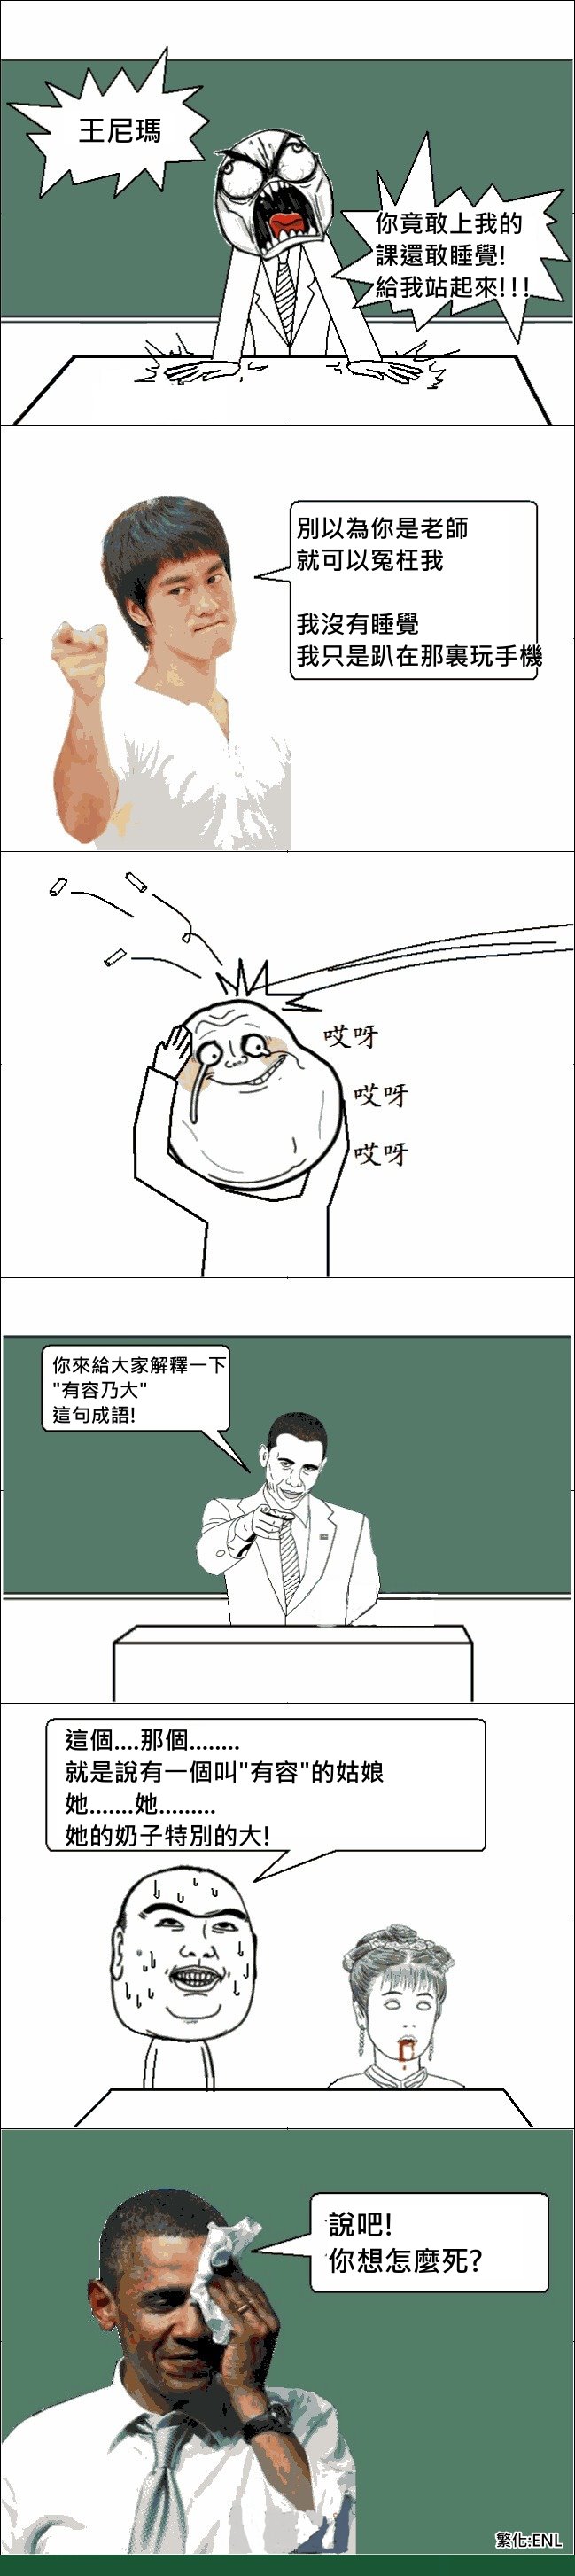 王尼瑪
你竟敢上我的
課還敢睡覺!
給我站起來!!!
別以為你是老師
就可以冤枉我
我沒有睡覺
我只是趴在那裏玩手機
哎呀
哎呀
哎呀
你來給大家解釋一下
"有容乃大"
這句成語!
這個....那個........
就是說有一個叫"有容"的姑娘
她.......她.........
她的奶子特別的大!
說吧!
你想怎麼死?
繁化:ENL